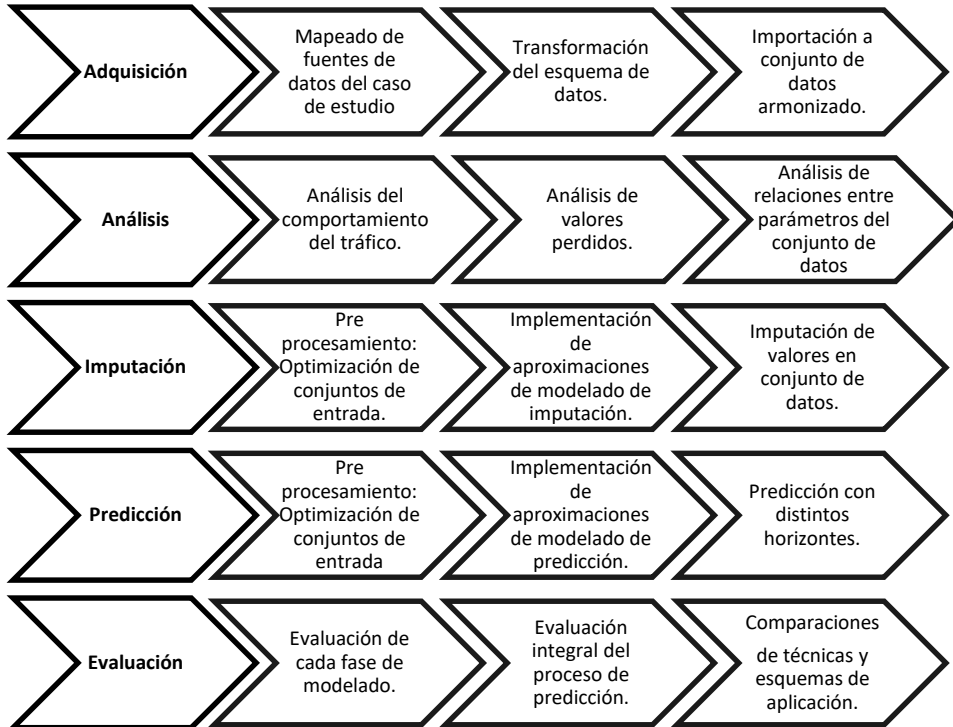 Adquisición
Mapeado de
fuentes de
datos del caso
de estudio
Transformación
del esquema de
datos.
Importación a
conjunto de
datos
armonizado.
Análisis
Análisis del
comportamiento
del tráfico.
Análisis de
valores
perdidos.
Análisis de
relaciones entre
parámetros del
conjunto de
datos
Imputación
Pre
procesamiento:
Optimización de
conjuntos de
entrada.
Implementación
de
aproximaciones
de modelado de
imputación.
Imputación de
valores en
conjunto de
datos.
Predicción
Pre
procesamiento:
Optimización de
conjuntos de
entrada
Implementación
de
aproximaciones
de modelado de
predicción.
Predicción con
distintos
horizontes.
Evaluación
Evaluación de
cada fase de
modelado.
Evaluación
integral del
proceso de
predicción.
Comparaciones
de técnicas y
esquemas de
aplicación.